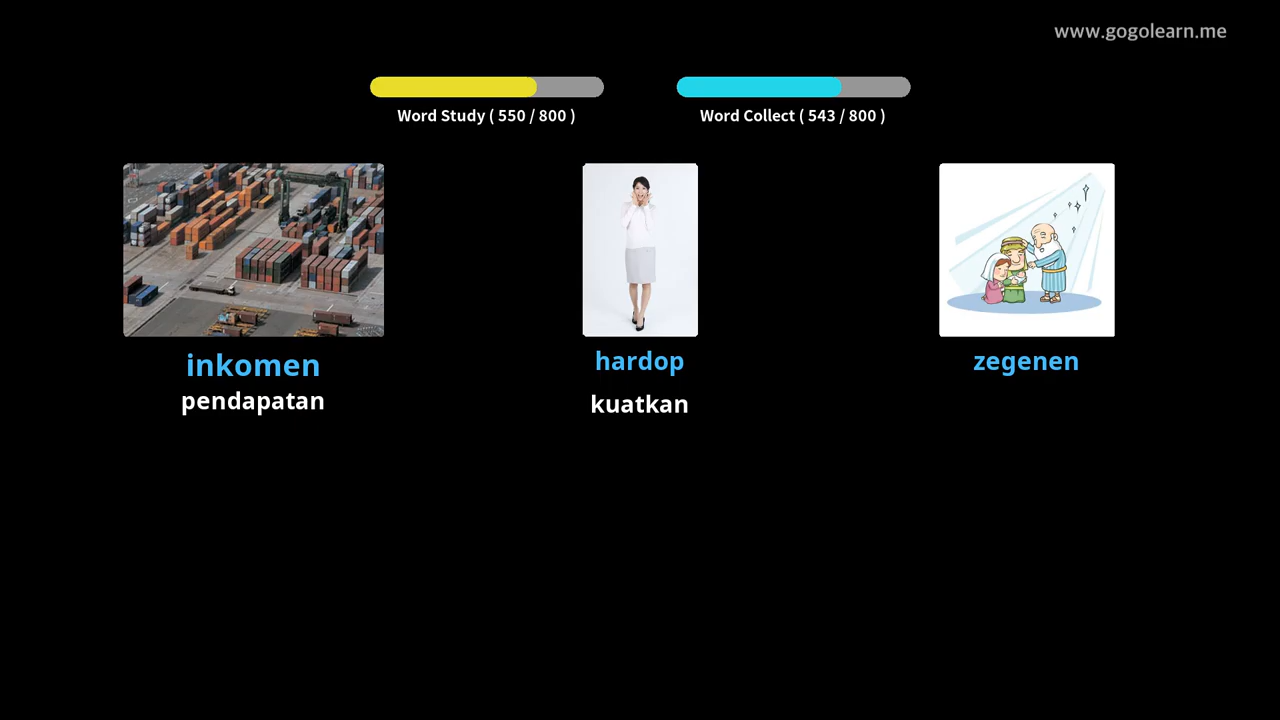 www.gogolearn.me
Word Study ( 550 / 800 )
Word Collect ( 543 / 800 )
inkomen
pendapatan
hardop
kuatkan
zegenen